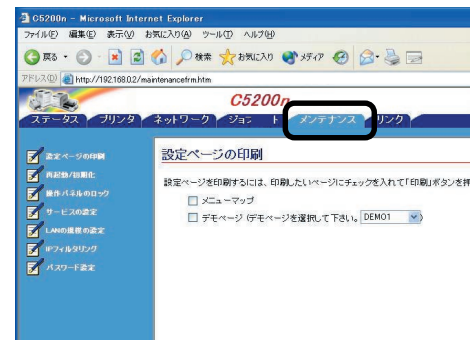 C5200n - Microsoft Internet Explorer
ファイル(F) 編集(E) 表示(V) お気に入り(A) ツール(T) ヘルプ(H)
戻る 検索 お気に入り メディア
アドレス(D) http://192.168.0.2/maintenancefrm.htm
C5200n
ステータス プリンタ ネットワーク ジョブ メンテナンス リンク
設定ページの印刷
再起動/初期化
操作パネルのロック
サービスの設定
LANの規模の設定
IPフィルタリング
パスワード設定
設定ページの印刷
設定ページを印刷するには、印刷したいページにチェックを入れて「印刷」ボタンを押
メニューマップ
デモページ (デモページを選択して下さい。 DEMO1 )